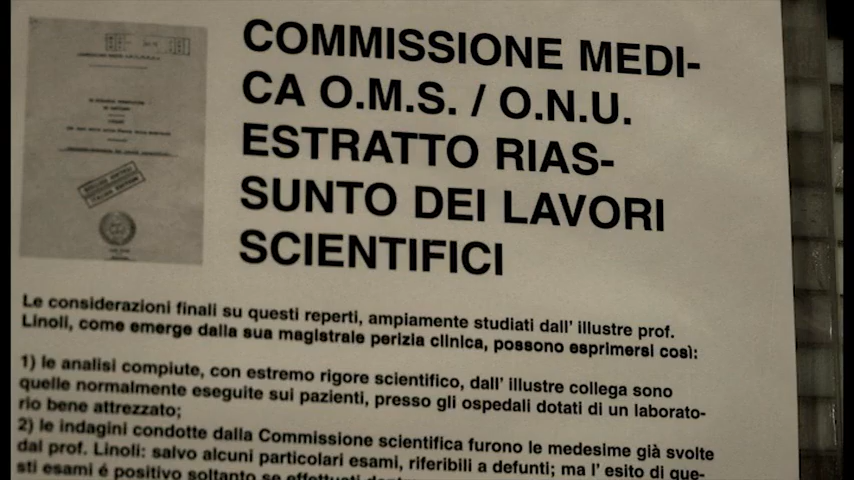 COMMISSIONE MEDI-
CA O.M.S. / O.N.U.
ESTRATTO RIAS-
SUNTO DEI LAVORI
SCIENTIFICI
Le considerazioni finali su questi reperti, ampiamente studiati dall' illustre prof.
Linoli, come emerge dalla sua magistrale perizia clinica, possono esprimersi così:
1) le analisi compiute, con estremo rigore scientifico, dall' illustre collega sono
quelle normalmente eseguite sui pazienti, presso gli ospedali dotati di un laborato-
rio bene attrezzato;
2) le indagini condotte dalla Commissione scientifica furono le medesime già svolte
dal prof. Linoli: salvo alcuni particolari esami, riferibili a defunti; ma l' esito di que-
sti esami é positivo soltanto se